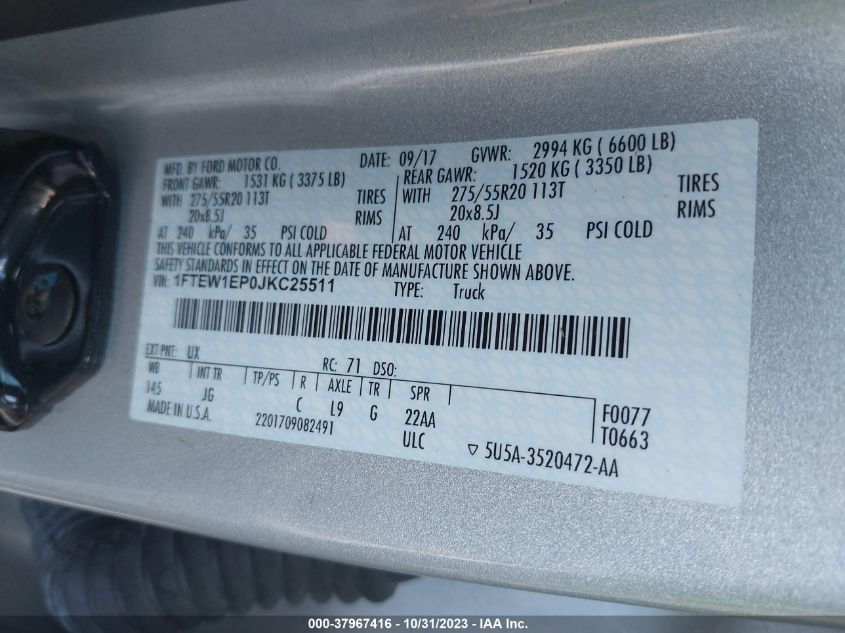 MFD. BY FORD MOTOR CO. DATE: 09/17 GVWR: 2994 KG ( 6600 LB)
FRONT GAWR: 1531 KG ( 3375 LB) REAR GAWR: 1520 KG ( 3350 LB)
WITH 275/55R20 113T TIRES WITH 275/55R20 113T TIRES
20x8.5J RIMS 20x8.5J RIMS
AT 240 kPa/ 35 PSI COLD AT 240 kPa/ 35 PSI COLD
THIS VEHICLE CONFORMS TO ALL APPLICABLE FEDERAL MOTOR VEHICLE
SAFETY STANDARDS IN EFFECT ON THE DATE OF MANUFACTURE SHOWN ABOVE.
VIN: 1FTEW1EP0JKC25511 TYPE: Truck
EXT PNT: UX RC: 71 DSO:
WB INT TR TP/PS R AXLE TR SPR
145 JG C L9 G 22AA F0077
MADE IN U.S.A. 2201709082491 ULC T0663
▽ 5U5A-3520472-AA
000-37967416 - 10/31/2023 - IAA Inc.